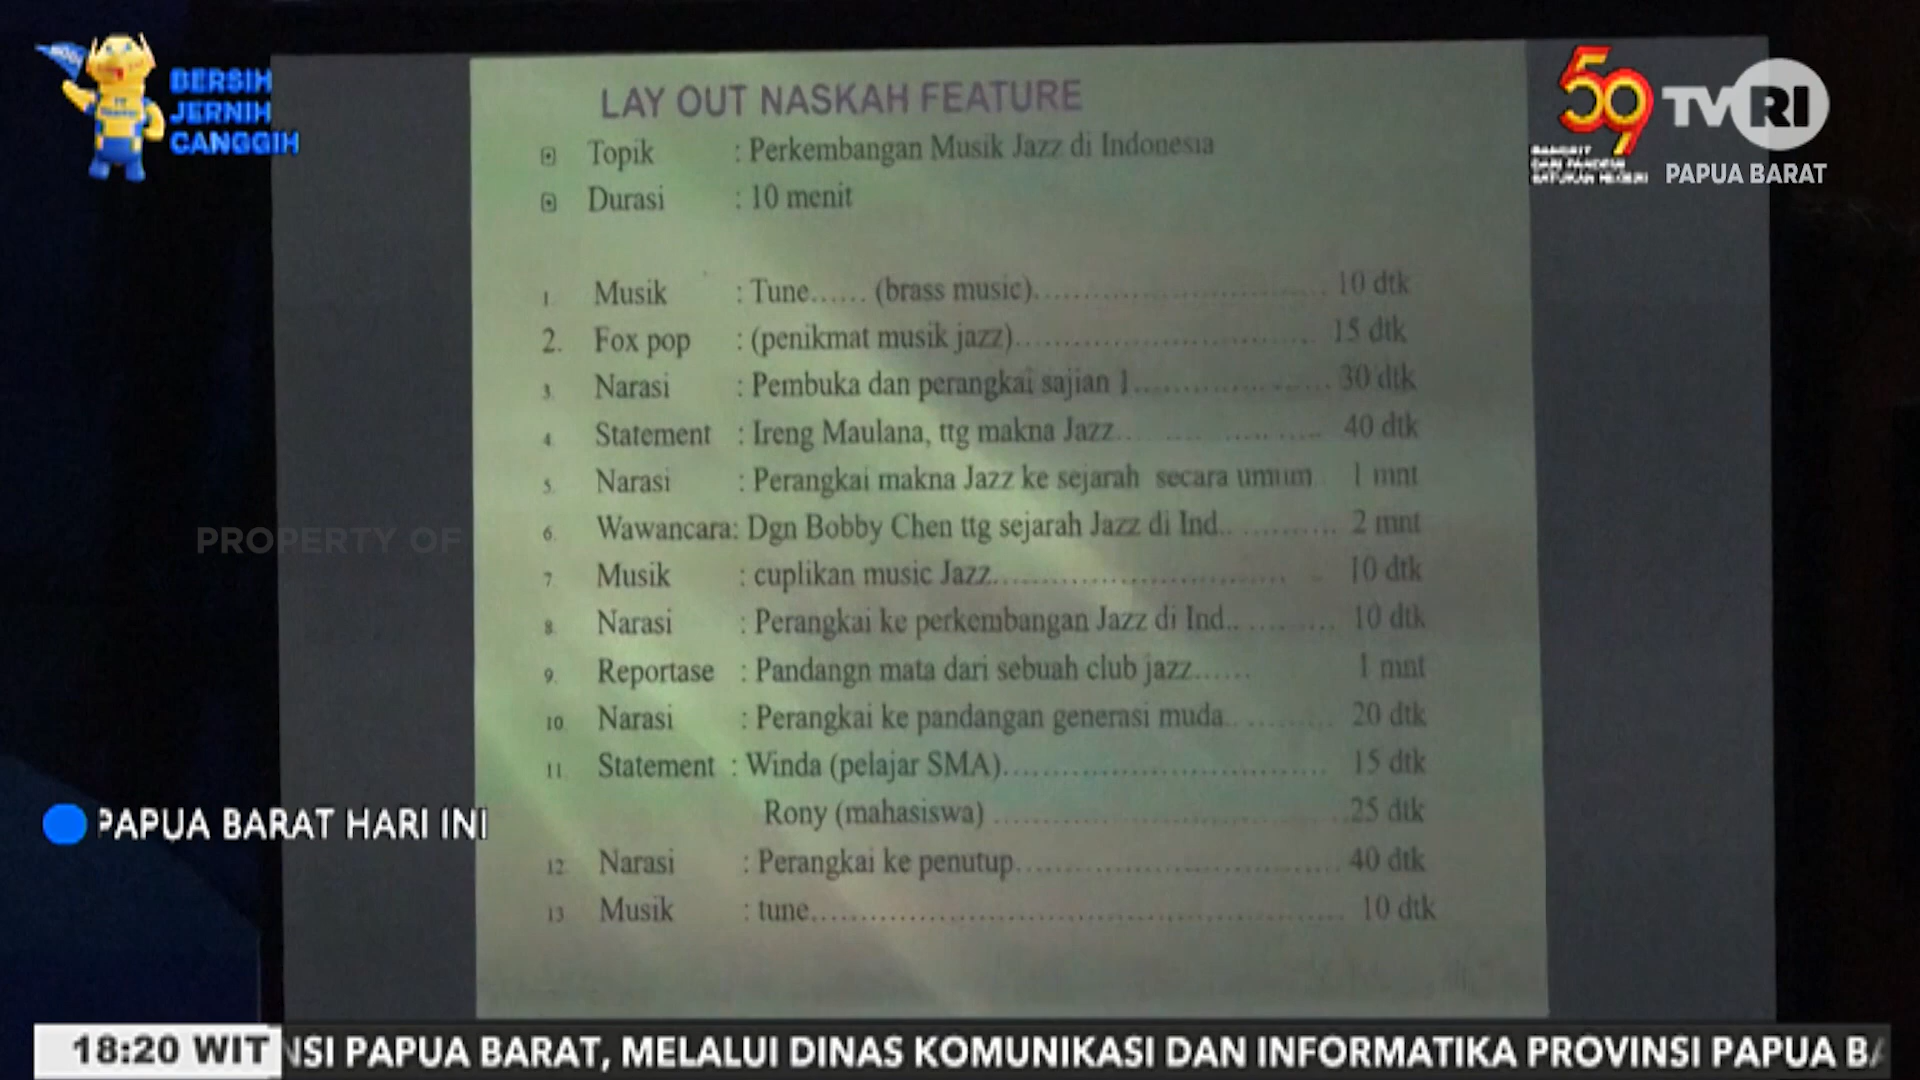 BERSIH
JERNIH
CANGGIH
59
TVRI
PAPUA BARAT
LAY OUT NASKAH FEATURE
Topik : Perkembangan Musik Jazz di Indonesia
Durasi : 10 menit
1. Musik : Tune...... (brass music)............................ 10 dtk
2. Fox pop : (penikmat musik jazz)............................ 15 dtk
3. Narasi : Pembuka dan perangkai sajian 1.................... 30 dtk
4. Statement : Ireng Maulana, ttg makna Jazz.................... 40 dtk
5. Narasi : Perangkai makna Jazz ke sejarah secara umum. 1 mnt
6. Wawancara: Dgn Bobby Chen ttg sejarah Jazz di Ind............ 2 mnt
7. Musik : cuplikan music Jazz............................ 10 dtk
8. Narasi : Perangkai ke perkembangan Jazz di Ind........... 10 dtk
9. Reportase : Pandangn mata dari sebuah club jazz...... 1 mnt
10. Narasi : Perangkai ke pandangan generasi muda........... 20 dtk
11. Statement : Winda (pelajar SMA)................................ 15 dtk
Rony (mahasiswa) .................................... 25 dtk
12. Narasi : Perangkai ke penutup................................ 40 dtk
13. Musik : tune.................................................... 10 dtk
PROPERTY OF
PAPUA BARAT HARI INI
18:20 WIT NSI PAPUA BARAT, MELALUI DINAS KOMUNIKASI DAN INFORMATIKA PROVINSI PAPUA BA